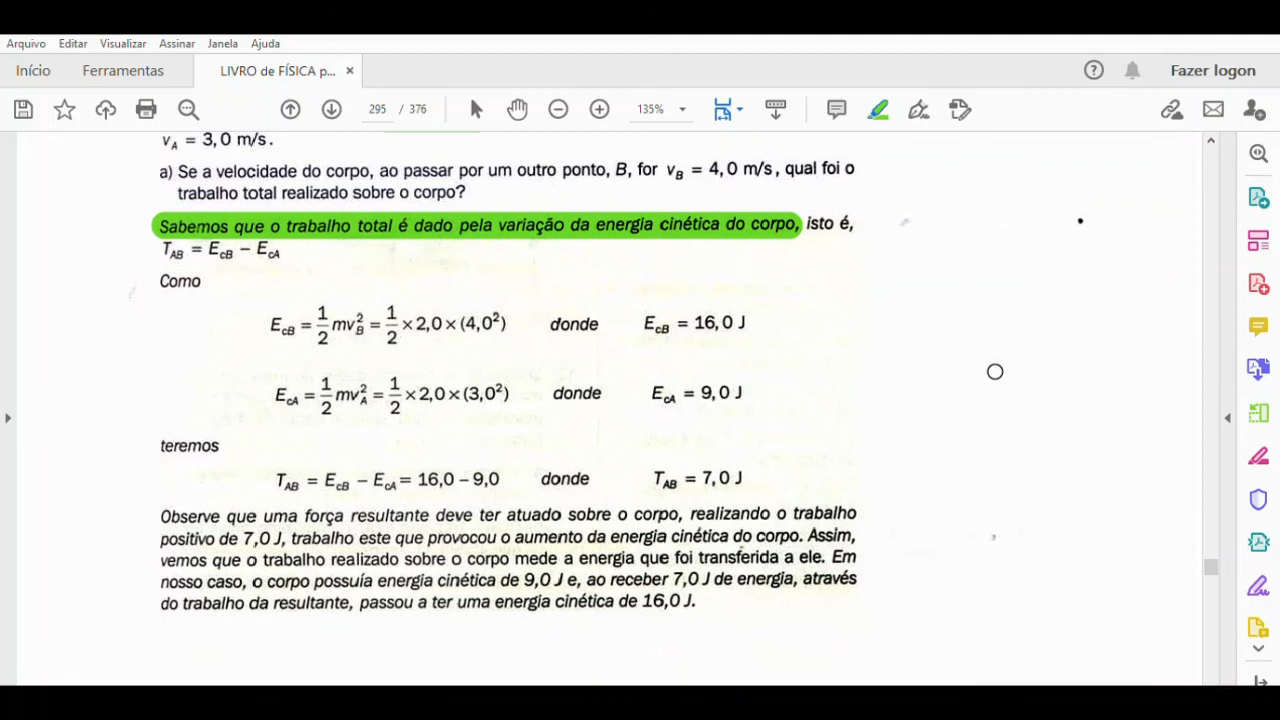 Arquivo Editar Visualizar Assinar Janela Ajuda
Início Ferramentas LIVRO de FÍSICA p... × Fazer logon
295 / 376 135%
v_A = 3,0 m/s.
a) Se a velocidade do corpo, ao passar por um outro ponto, B, for v_B = 4,0 m/s, qual foi o
trabalho total realizado sobre o corpo?
Sabemos que o trabalho total é dado pela variação da energia cinética do corpo, isto é,
T_AB = E_cB − E_cA
Como
E_cB = 1/2 mv_B² = 1/2 × 2,0 × (4,0²) donde E_cB = 16,0 J
E_cA = 1/2 mv_A² = 1/2 × 2,0 × (3,0²) donde E_cA = 9,0 J
teremos
T_AB = E_cB − E_cA = 16,0 − 9,0 donde T_AB = 7,0 J
Observe que uma força resultante deve ter atuado sobre o corpo, realizando o trabalho
positivo de 7,0 J, trabalho este que provocou o aumento da energia cinética do corpo. Assim,
vemos que o trabalho realizado sobre o corpo mede a energia que foi transferida a ele. Em
nosso caso, o corpo possuía energia cinética de 9,0 J e, ao receber 7,0 J de energia, através
do trabalho da resultante, passou a ter uma energia cinética de 16,0 J.